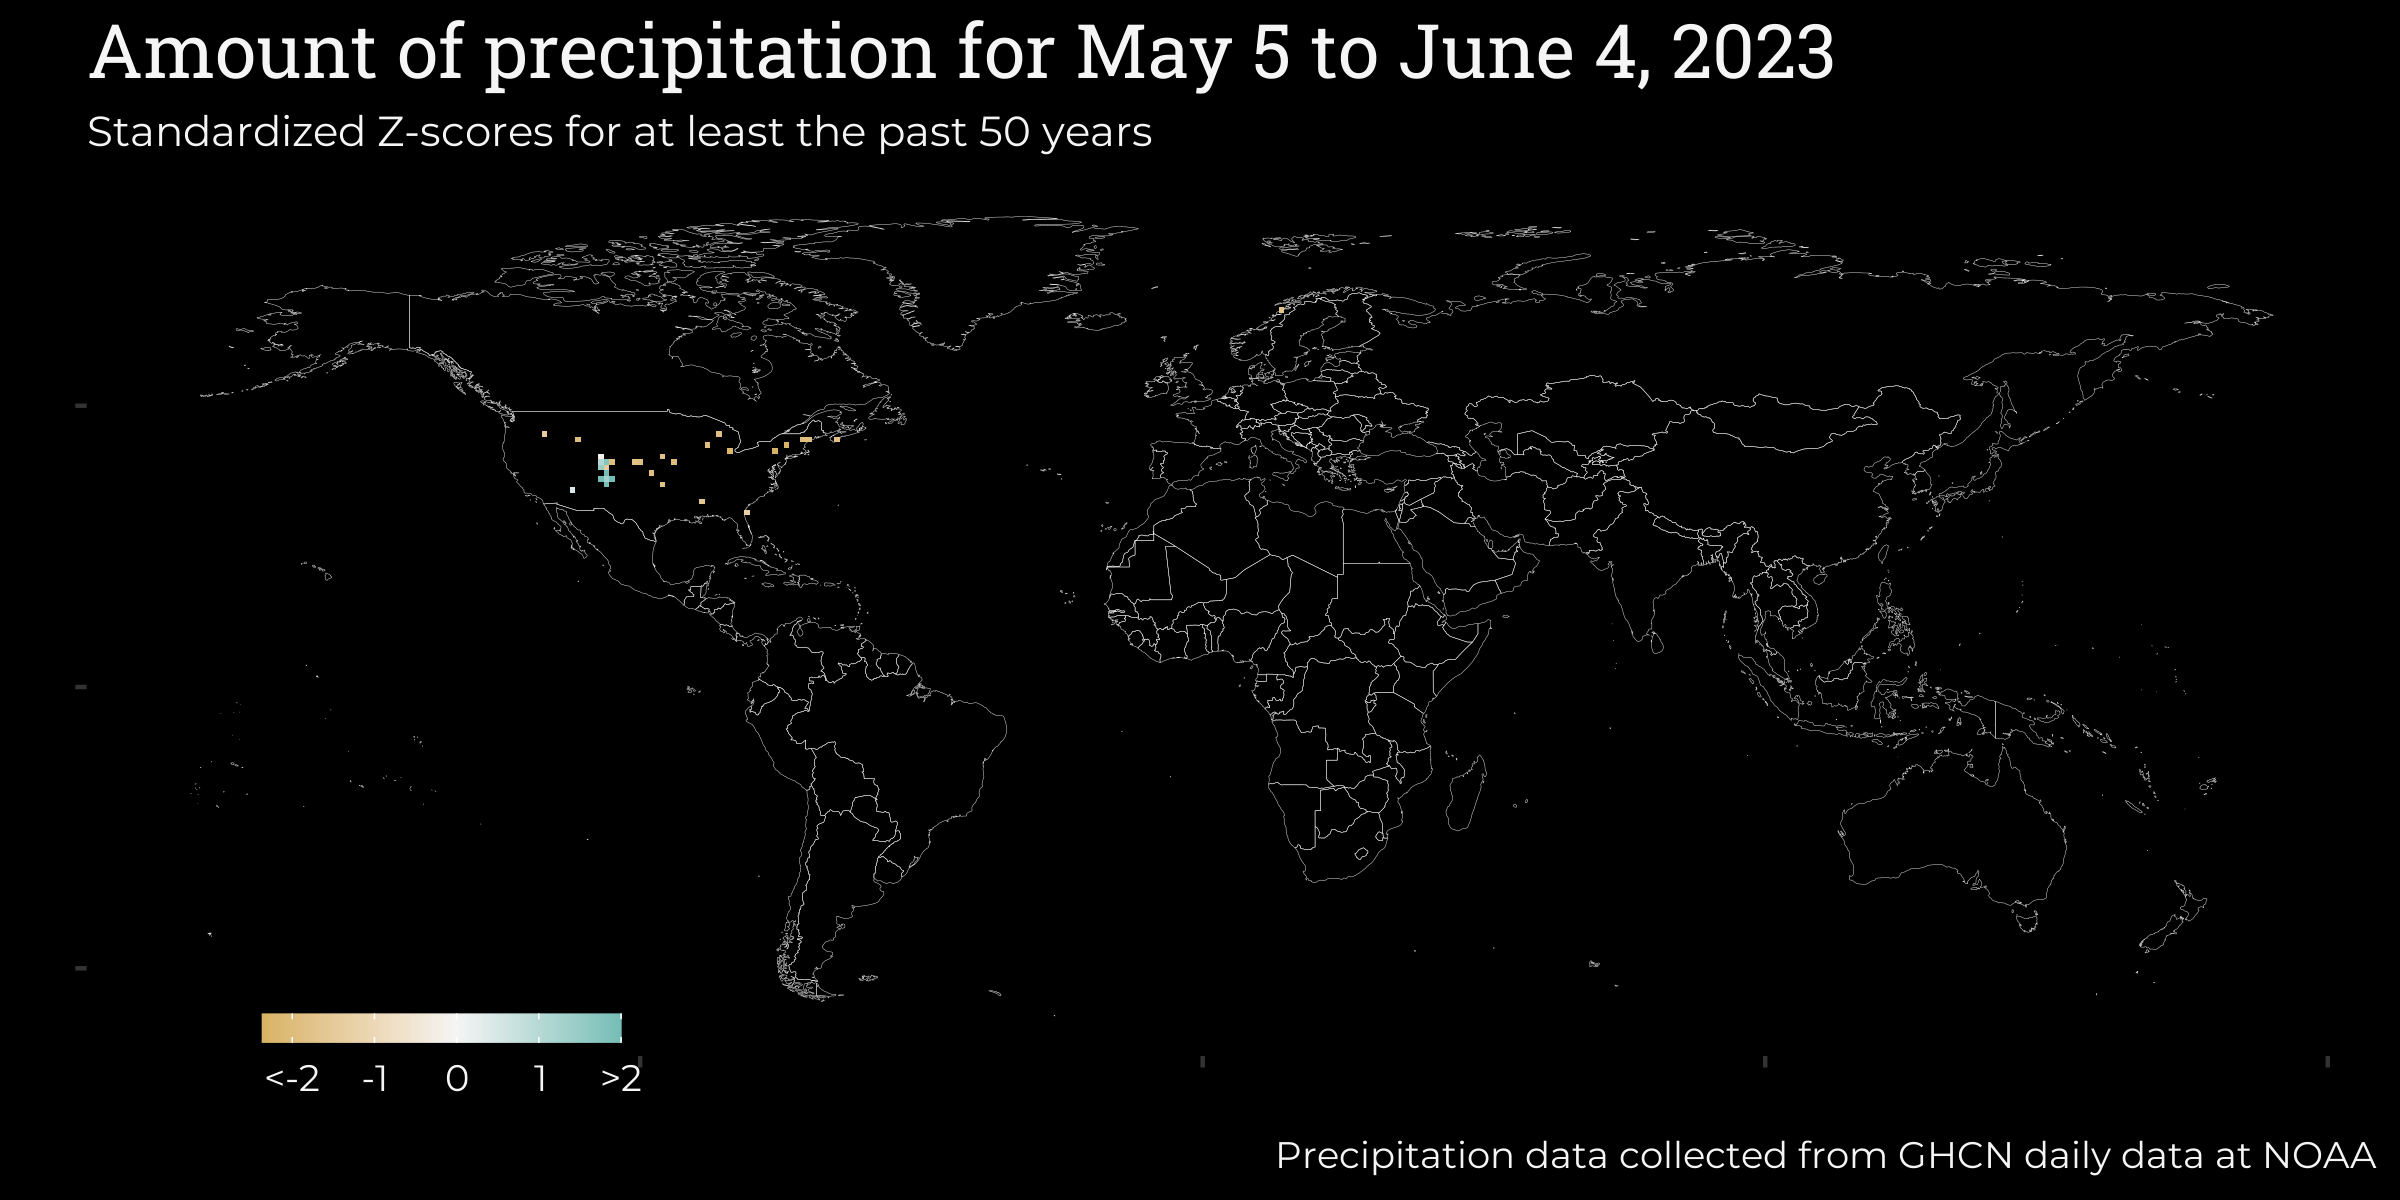 Amount of precipitation for May 5 to June 4, 2023
Standardized Z-scores for at least the past 50 years
<-2 -1 0 1 >2
Precipitation data collected from GHCN daily data at NOAA